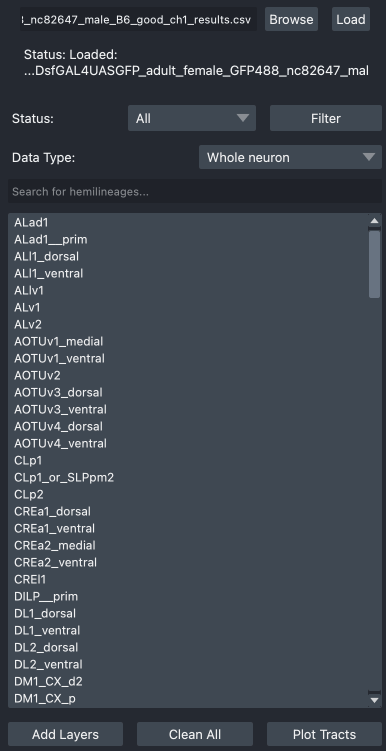 3_nc82647_male_B6_good_ch1_results.csv Browse Load
Status: Loaded:
...DsfGAL4UASGFP_adult_female_GFP488_nc82647_mal
Status: All Filter
Data Type: Whole neuron
Search for hemilineages...
ALad1
ALad1__prim
ALl1_dorsal
ALl1_ventral
ALlv1
ALv1
ALv2
AOTUv1_medial
AOTUv1_ventral
AOTUv2
AOTUv3_dorsal
AOTUv3_ventral
AOTUv4_dorsal
AOTUv4_ventral
CLp1
CLp1_or_SLPpm2
CLp2
CREa1_dorsal
CREa1_ventral
CREa2_medial
CREa2_ventral
CREl1
DILP__prim
DL1_dorsal
DL1_ventral
DL2_dorsal
DL2_ventral
DM1_CX_d2
DM1_CX_p
Add Layers Clean All Plot Tracts